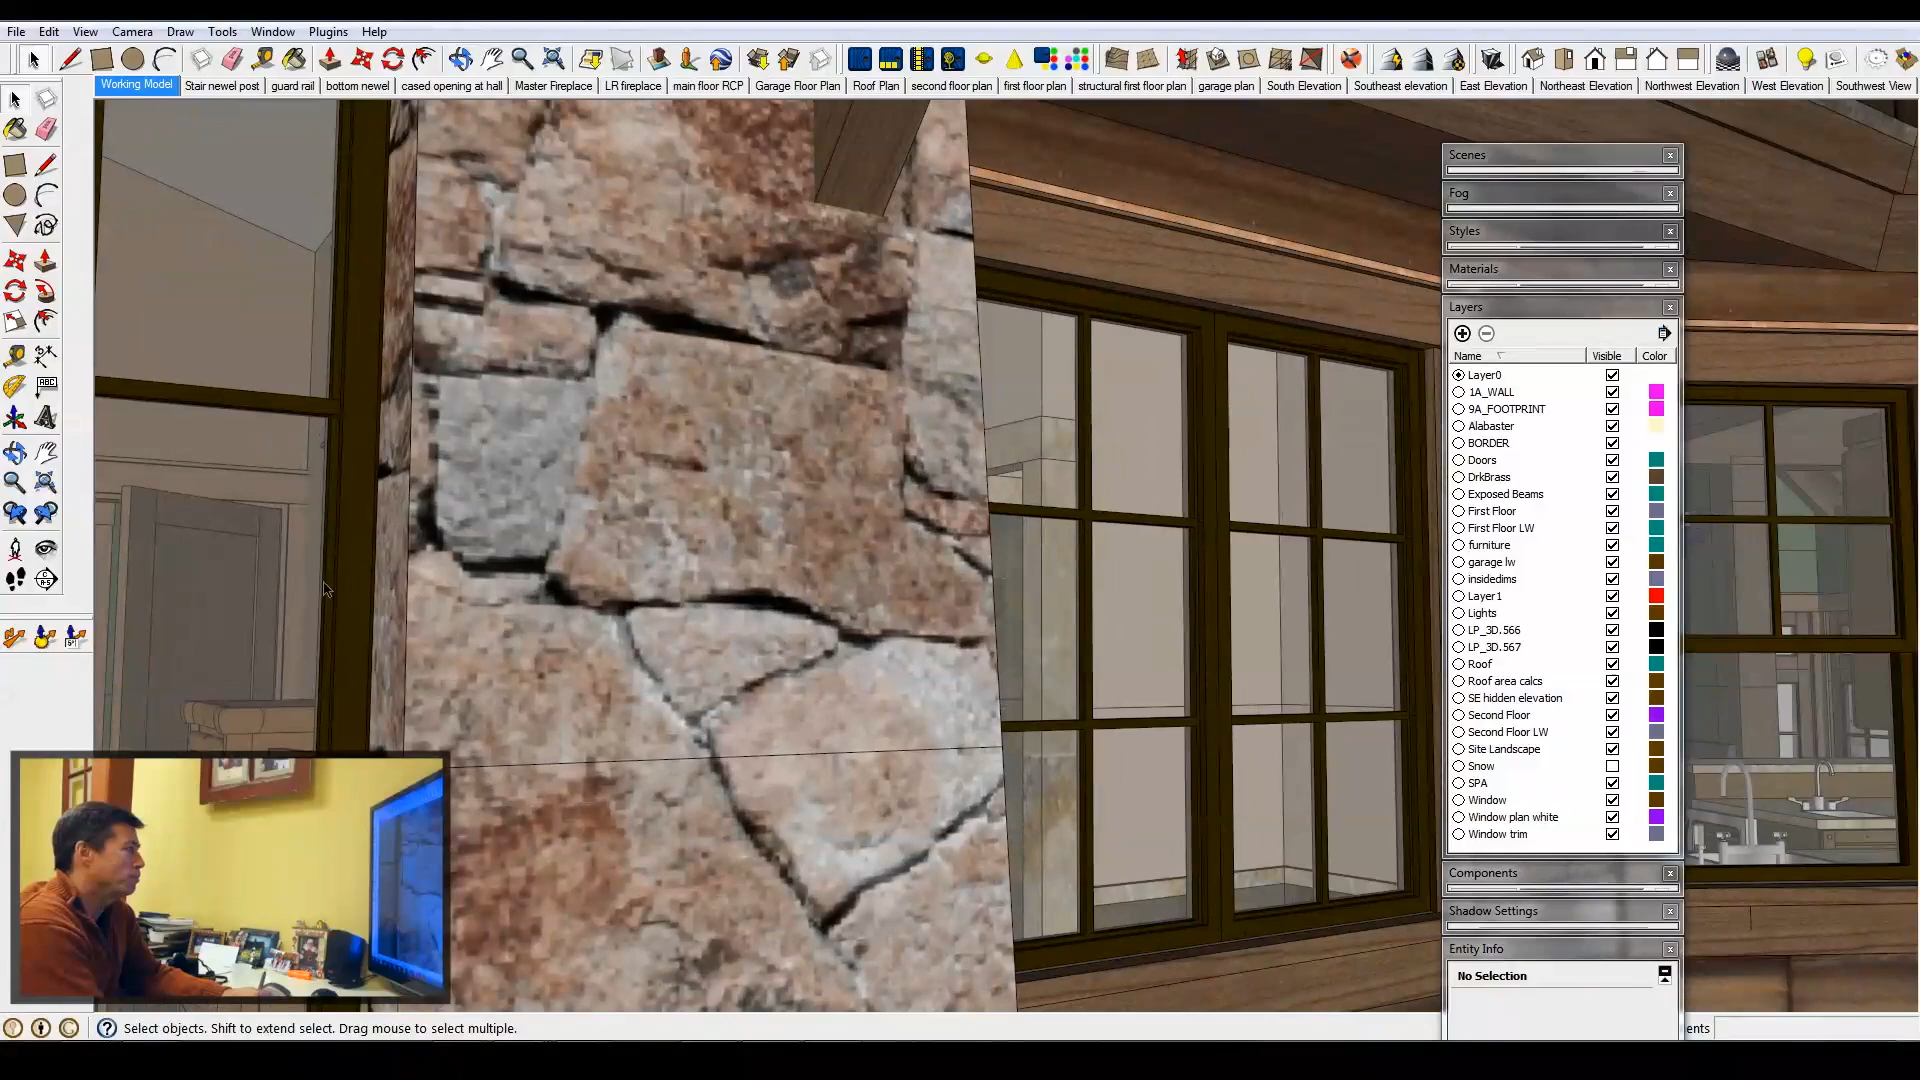 File Edit View Camera Draw Tools Window Plugins Help
Working Model Stair newel post guard rail bottom newel cased opening at hall Master Fireplace LR fireplace main floor RCP Garage Floor Plan Roof Plan second floor plan first floor plan structural first floor plan garage plan South Elevation Southeast elevation East Elevation Northeast Elevation Northwest Elevation West Elevation Southwest View
Scenes
Fog
Styles
Materials
Layers
Name Visible Color
Layer0
1A_WALL
9A_FOOTPRINT
Alabaster
BORDER
Doors
DrkBrass
Exposed Beams
First Floor
First Floor LW
furniture
garage lw
insidedims
Layer1
Lights
LP_3D.566
LP_3D.567
Roof
Roof area calcs
SE hidden elevation
Second Floor
Second Floor LW
Site Landscape
Snow
SPA
Window
Window plan white
Window trim
Components
Shadow Settings
Entity Info
No Selection
ABC
Select objects. Shift to extend select. Drag mouse to select multiple.
ents